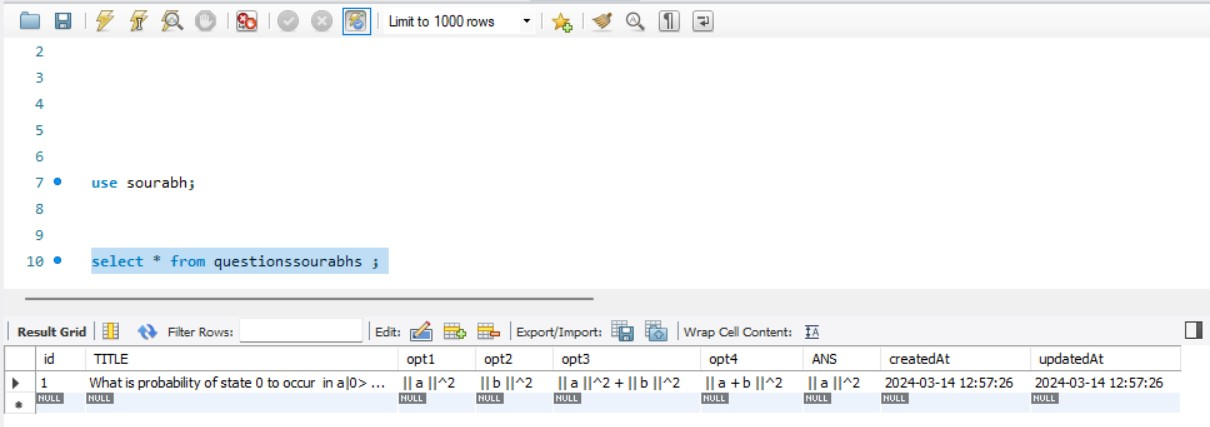 Limit to 1000 rows
2
3
4
5
6
7 use sourabh;
8
9
10 select * from questionssourabhs ;
Result Grid Filter Rows: Edit: Export/Import: Wrap Cell Content: IA
id TITLE opt1 opt2 opt3 opt4 ANS createdAt updatedAt
1 What is probability of state 0 to occur in a|0> ... || a ||^2 || b ||^2 || a ||^2 + || b ||^2 || a + b ||^2 || a ||^2 2024-03-14 12:57:26 2024-03-14 12:57:26
NULL NULL NULL NULL NULL NULL NULL NULL NULL